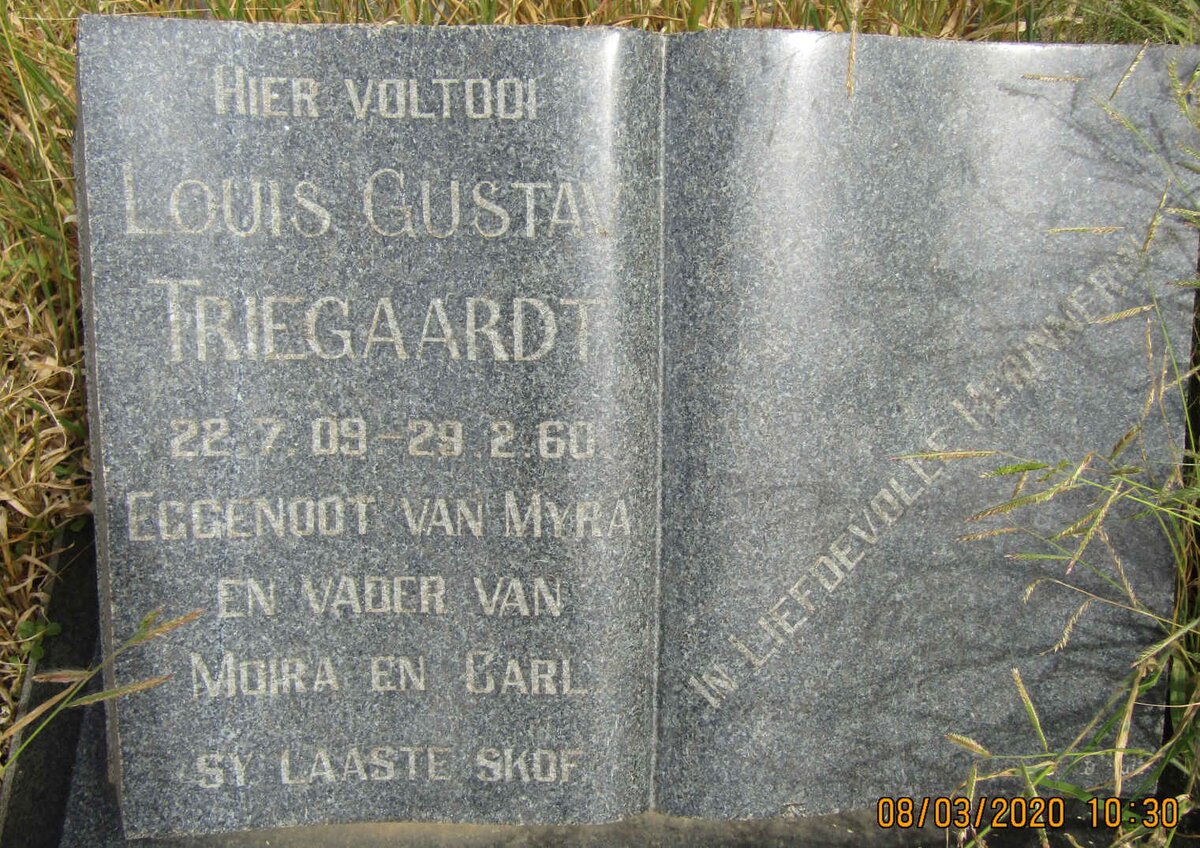 HIER VOLTOOI
LOUIS GUSTAV
TRIEGAARDT
22.7.09-29.2.60.
EGGENOOT VAN MYRA
EN VADER VAN
MOIRA EN CARL.
SY LAASTE SKOF
IN LIEFDEVOLLE HERINNERING
08/03/2020 10:30